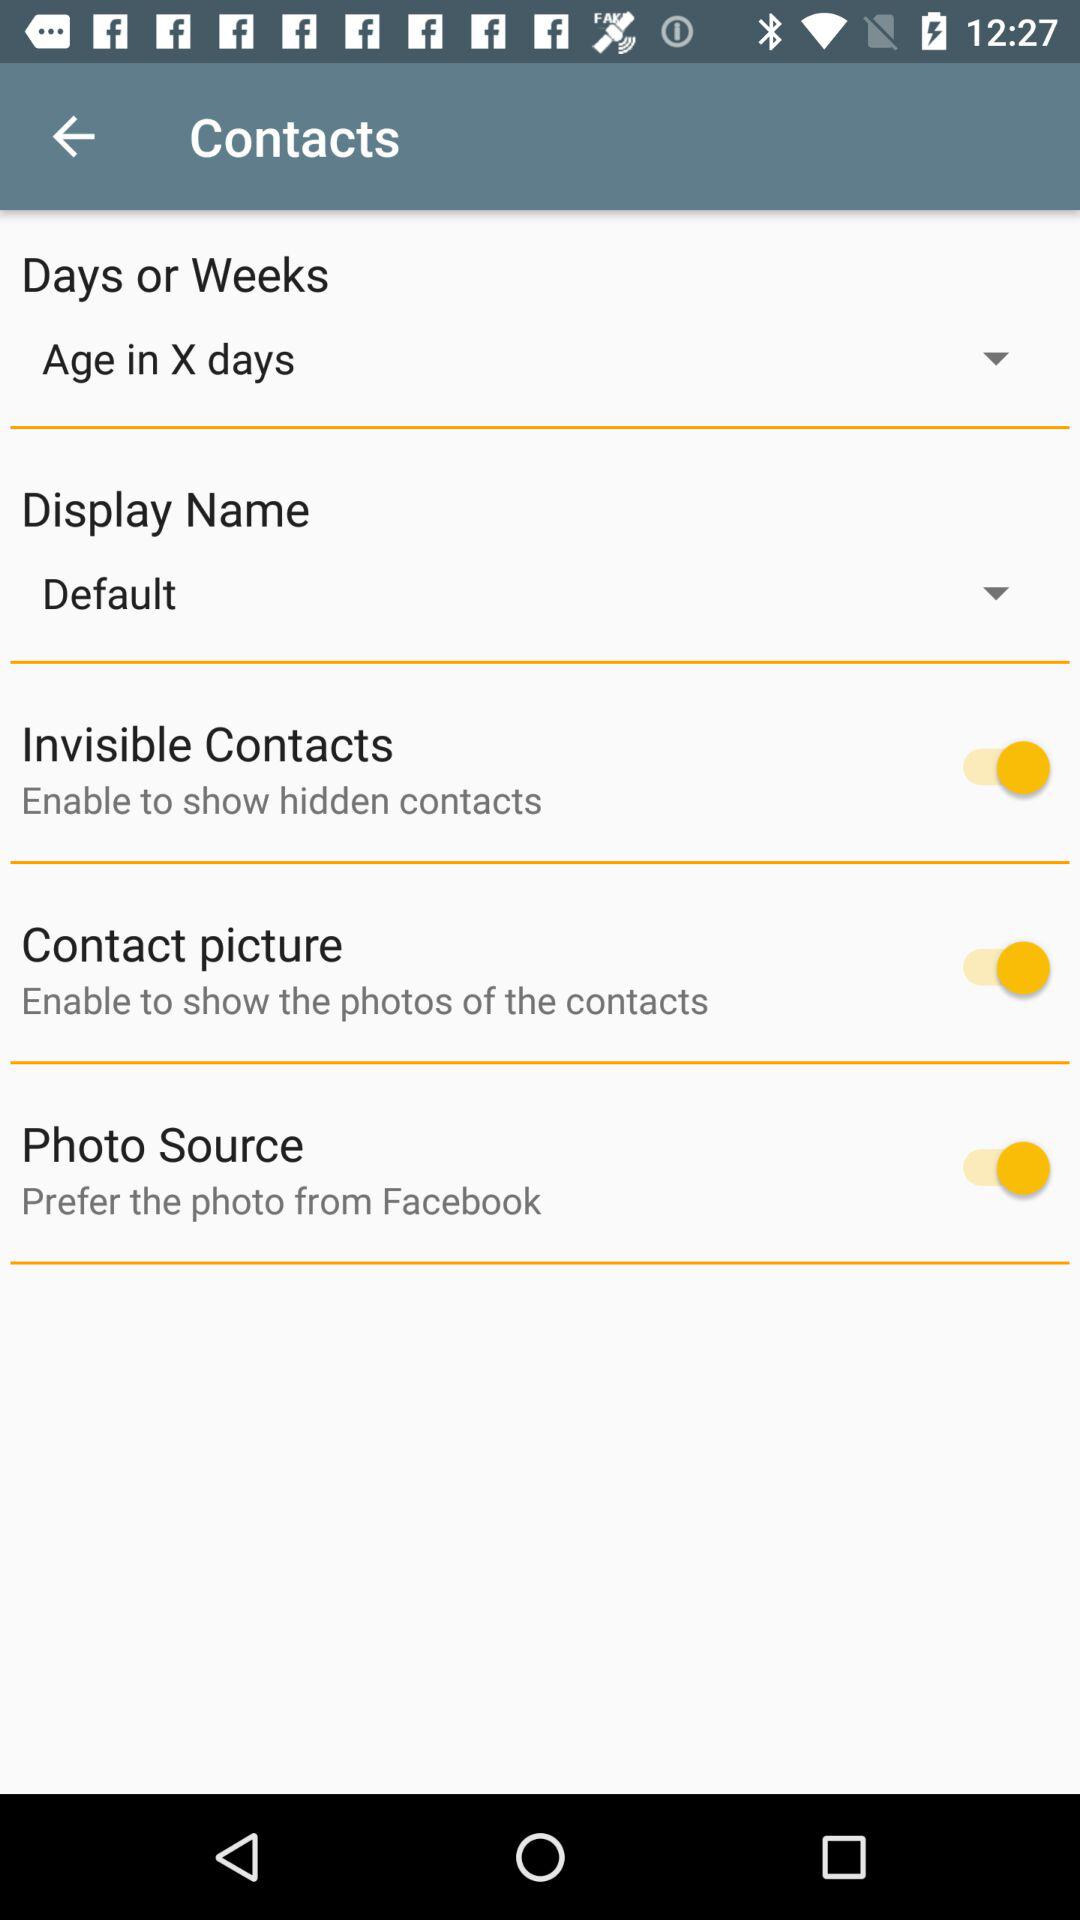 FAKE 12:27
Contacts
Days or Weeks
Age in X days
Display Name
Default
Invisible Contacts
Enable to show hidden contacts
Contact picture
Enable to show the photos of the contacts
Photo Source
Prefer the photo from Facebook